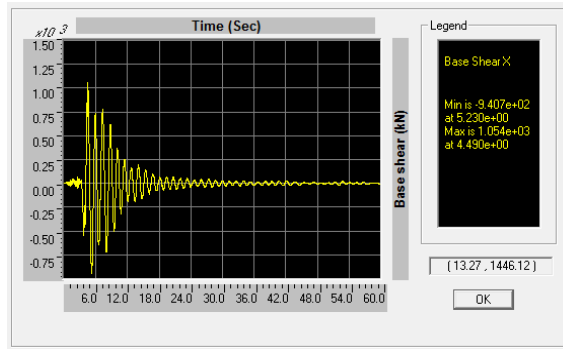 x10 3
Time (Sec)
1.50
1.25
1.00
0.75
0.50
0.25
0.00
-0.25
-0.50
-0.75
6.0 12.0 18.0 24.0 30.0 36.0 42.0 48.0 54.0 60.0
Base shear (kN)
Legend
Base Shear X
Min is -9.407e+02
at 5.230e+00
Max is 1.054e+03
at 4.490e+00
( 13.27 , 1446.12 )
OK